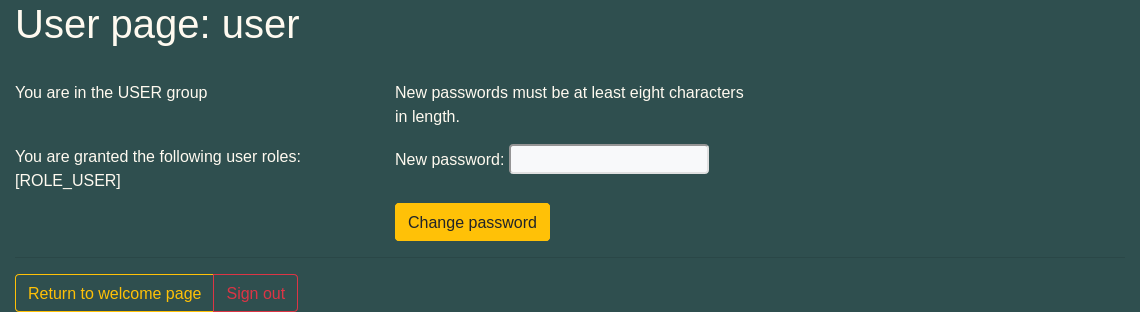 User page: user
You are in the USER group
You are granted the following user roles:
[ROLE_USER]
New passwords must be at least eight characters
in length.
New password:
Change password
Return to welcome page
Sign out